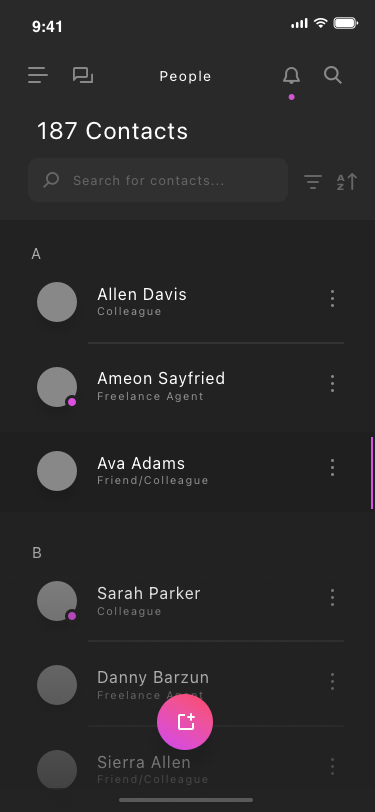 9:41
People
187 Contacts
Search for contacts...
A
Z
A
Allen Davis
Colleague
Ameon Sayfried
Freelance Agent
Ava Adams
Friend/Colleague
B
Sarah Parker
Colleague
Danny Barzun
Freelance Agent
Sierra Allen
Friend/Colleague